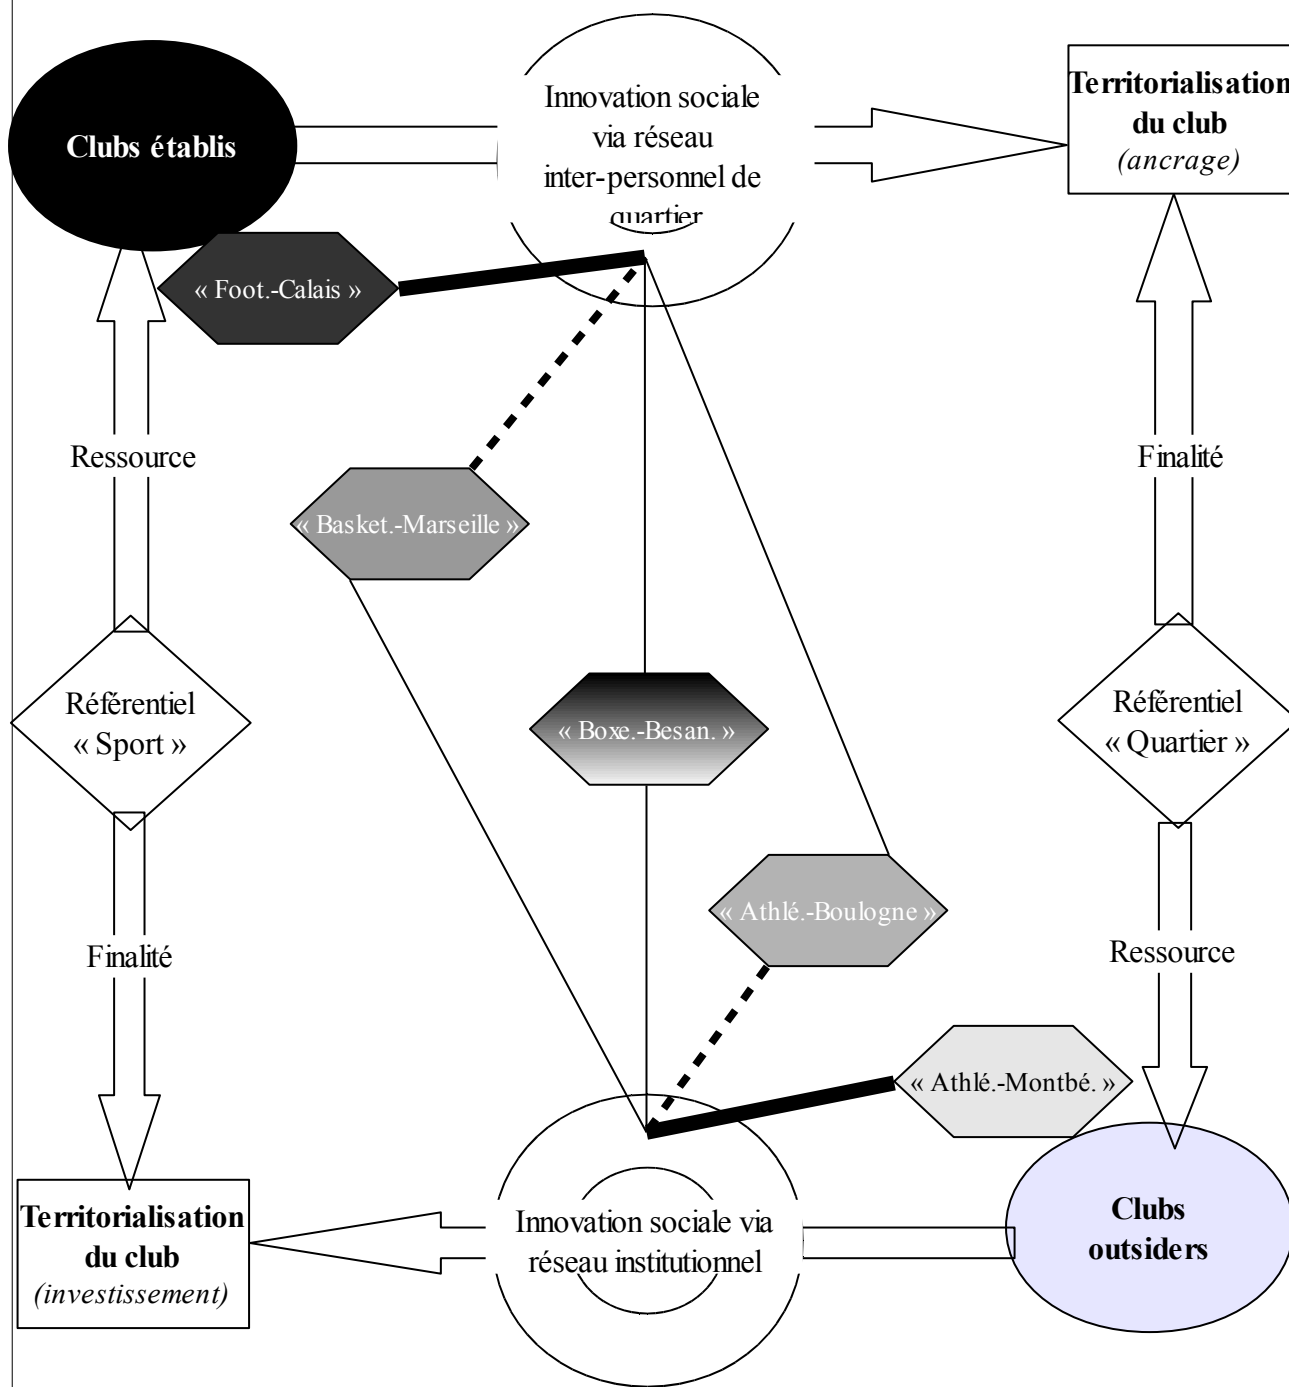 Clubs établis
Innovation sociale
via réseau
inter-personnel de
quartier
Territorialisation
du club
(ancrage)
« Foot.-Calais »
Ressource
Finalité
« Basket.-Marseille »
Référentiel
« Sport »
« Boxe.-Besan. »
Référentiel
« Quartier »
« Athlé.-Boulogne »
Finalité
Ressource
« Athlé.-Montbé. »
Territorialisation
du club
(investissement)
Innovation sociale via
réseau institutionnel
Clubs
outsiders